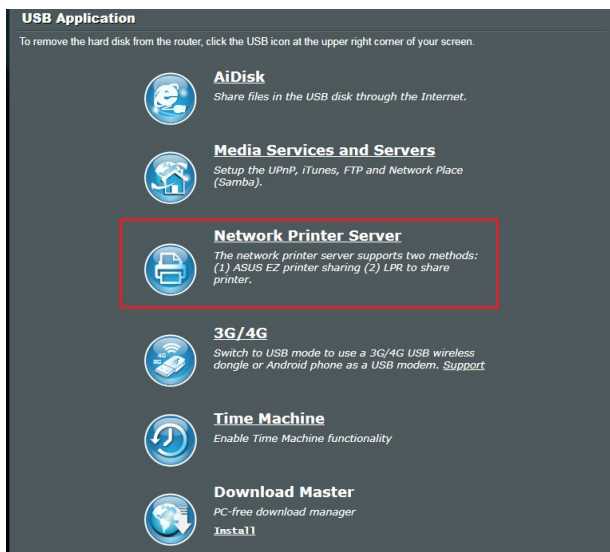 USB Application
To remove the hard disk from the router, click the USB icon at the upper right corner of your screen.
AiDisk
Share files in the USB disk through the Internet.
Media Services and Servers
Setup the UPnP, iTunes, FTP and Network Place
(Samba).
Network Printer Server
The network printer server supports two methods:
(1) ASUS EZ printer sharing (2) LPR to share
printer.
3G/4G
4G
3G
Switch to USB mode to use a 3G/4G USB wireless
dongle or Android phone as a USB modem. Support
Time Machine
Enable Time Machine functionality
Download Master
PC-free download manager
Install